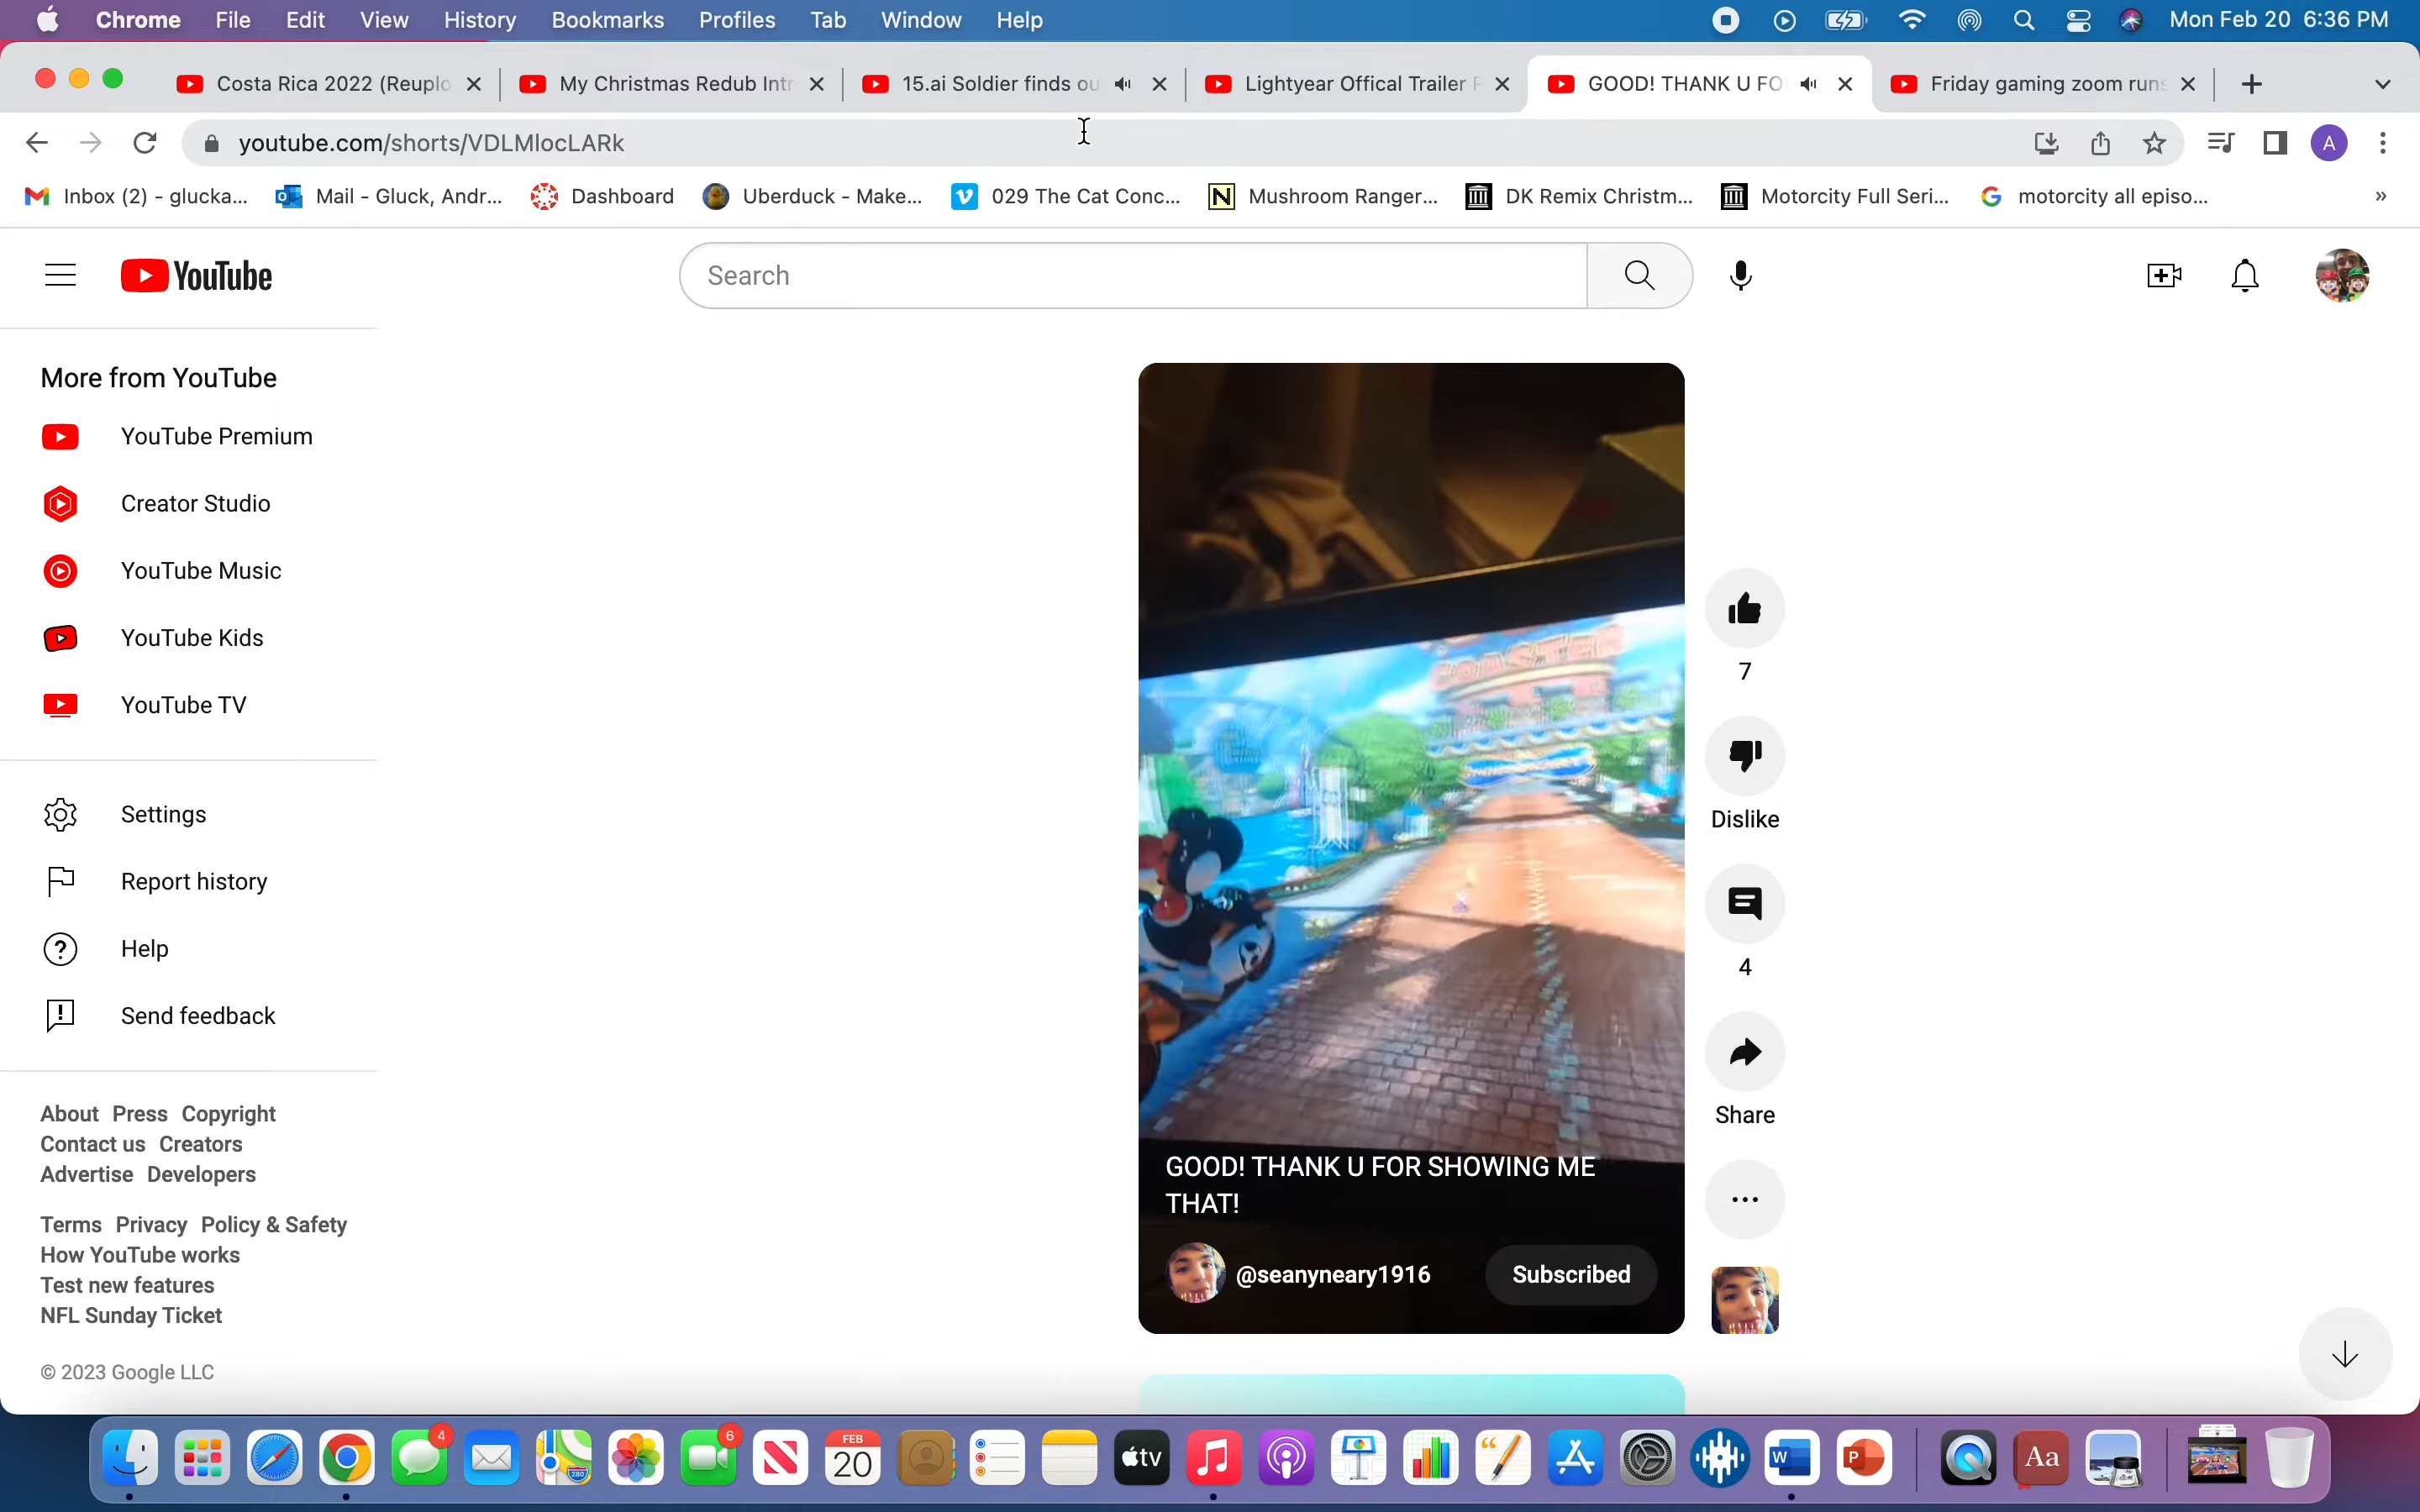 Chrome File Edit View History Bookmarks Profiles Tab Window Help Mon Feb 20 6:36 PM
Costa Rica 2022 (Reuplo My Christmas Redub Intr 15.ai Soldier finds ou Lightyear Offical Trailer GOOD! THANK U FO Friday gaming zoom runs
youtube.com/shorts/VDLMlocLARk A
Inbox (2) - glucka... Mail - Gluck, Andr... Dashboard Uberduck - Make... 029 The Cat Conc... Mushroom Ranger... DK Remix Christm... Motorcity Full Seri... motorcity all episo... »
YouTube Search
More from YouTube
YouTube Premium
Creator Studio
YouTube Music
YouTube Kids
YouTube TV
Settings
Report history
Help
Send feedback
About Press Copyright
Contact us Creators
Advertise Developers
Terms Privacy Policy & Safety
How YouTube works
Test new features
NFL Sunday Ticket
© 2023 Google LLC
COASTER
GOOD! THANK U FOR SHOWING ME
THAT!
@seanyneary1916 Subscribed
7
Dislike
4
Share
4 280 6 FEB 20 tv W P Aa